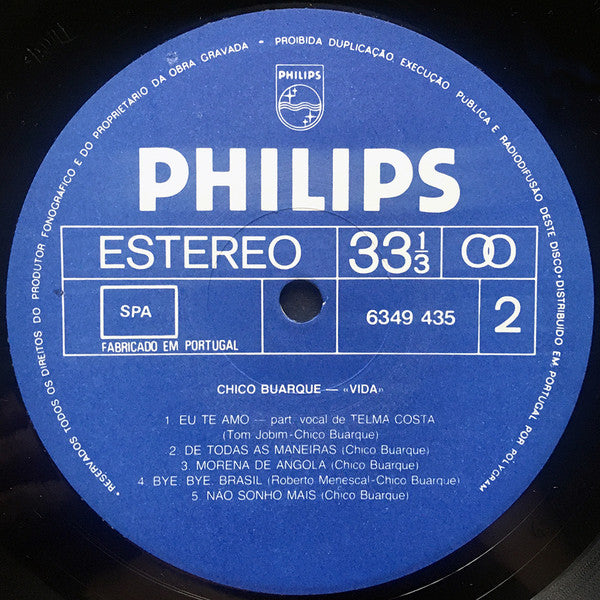 • RESERVADOS TODOS OS DIREITOS DO PRODUTOR FONOGRÁFICO E DO PROPRIETÁRIO DA OBRA GRAVADA - PROIBIDA DUPLICAÇÃO, EXECUÇÃO PÚBLICA E RADIODIFUSÃO DESTE DISCO • DISTRIBUIDO EM PORTUGAL POR POLYGRAM
PHILIPS
PHILIPS
ESTEREO 33 1/3
SPA 6349 435 2
FABRICADO EM PORTUGAL
CHICO BUARQUE — «VIDA»
1. EU TE AMO — part. vocal de TELMA COSTA
(Tom Jobim-Chico Buarque)
2. DE TODAS AS MANEIRAS (Chico Buarque)
3. MORENA DE ANGOLA (Chico Buarque)
4. BYE, BYE, BRASIL (Roberto Menescal-Chico Buarque)
5. NÃO SONHO MAIS (Chico Buarque)